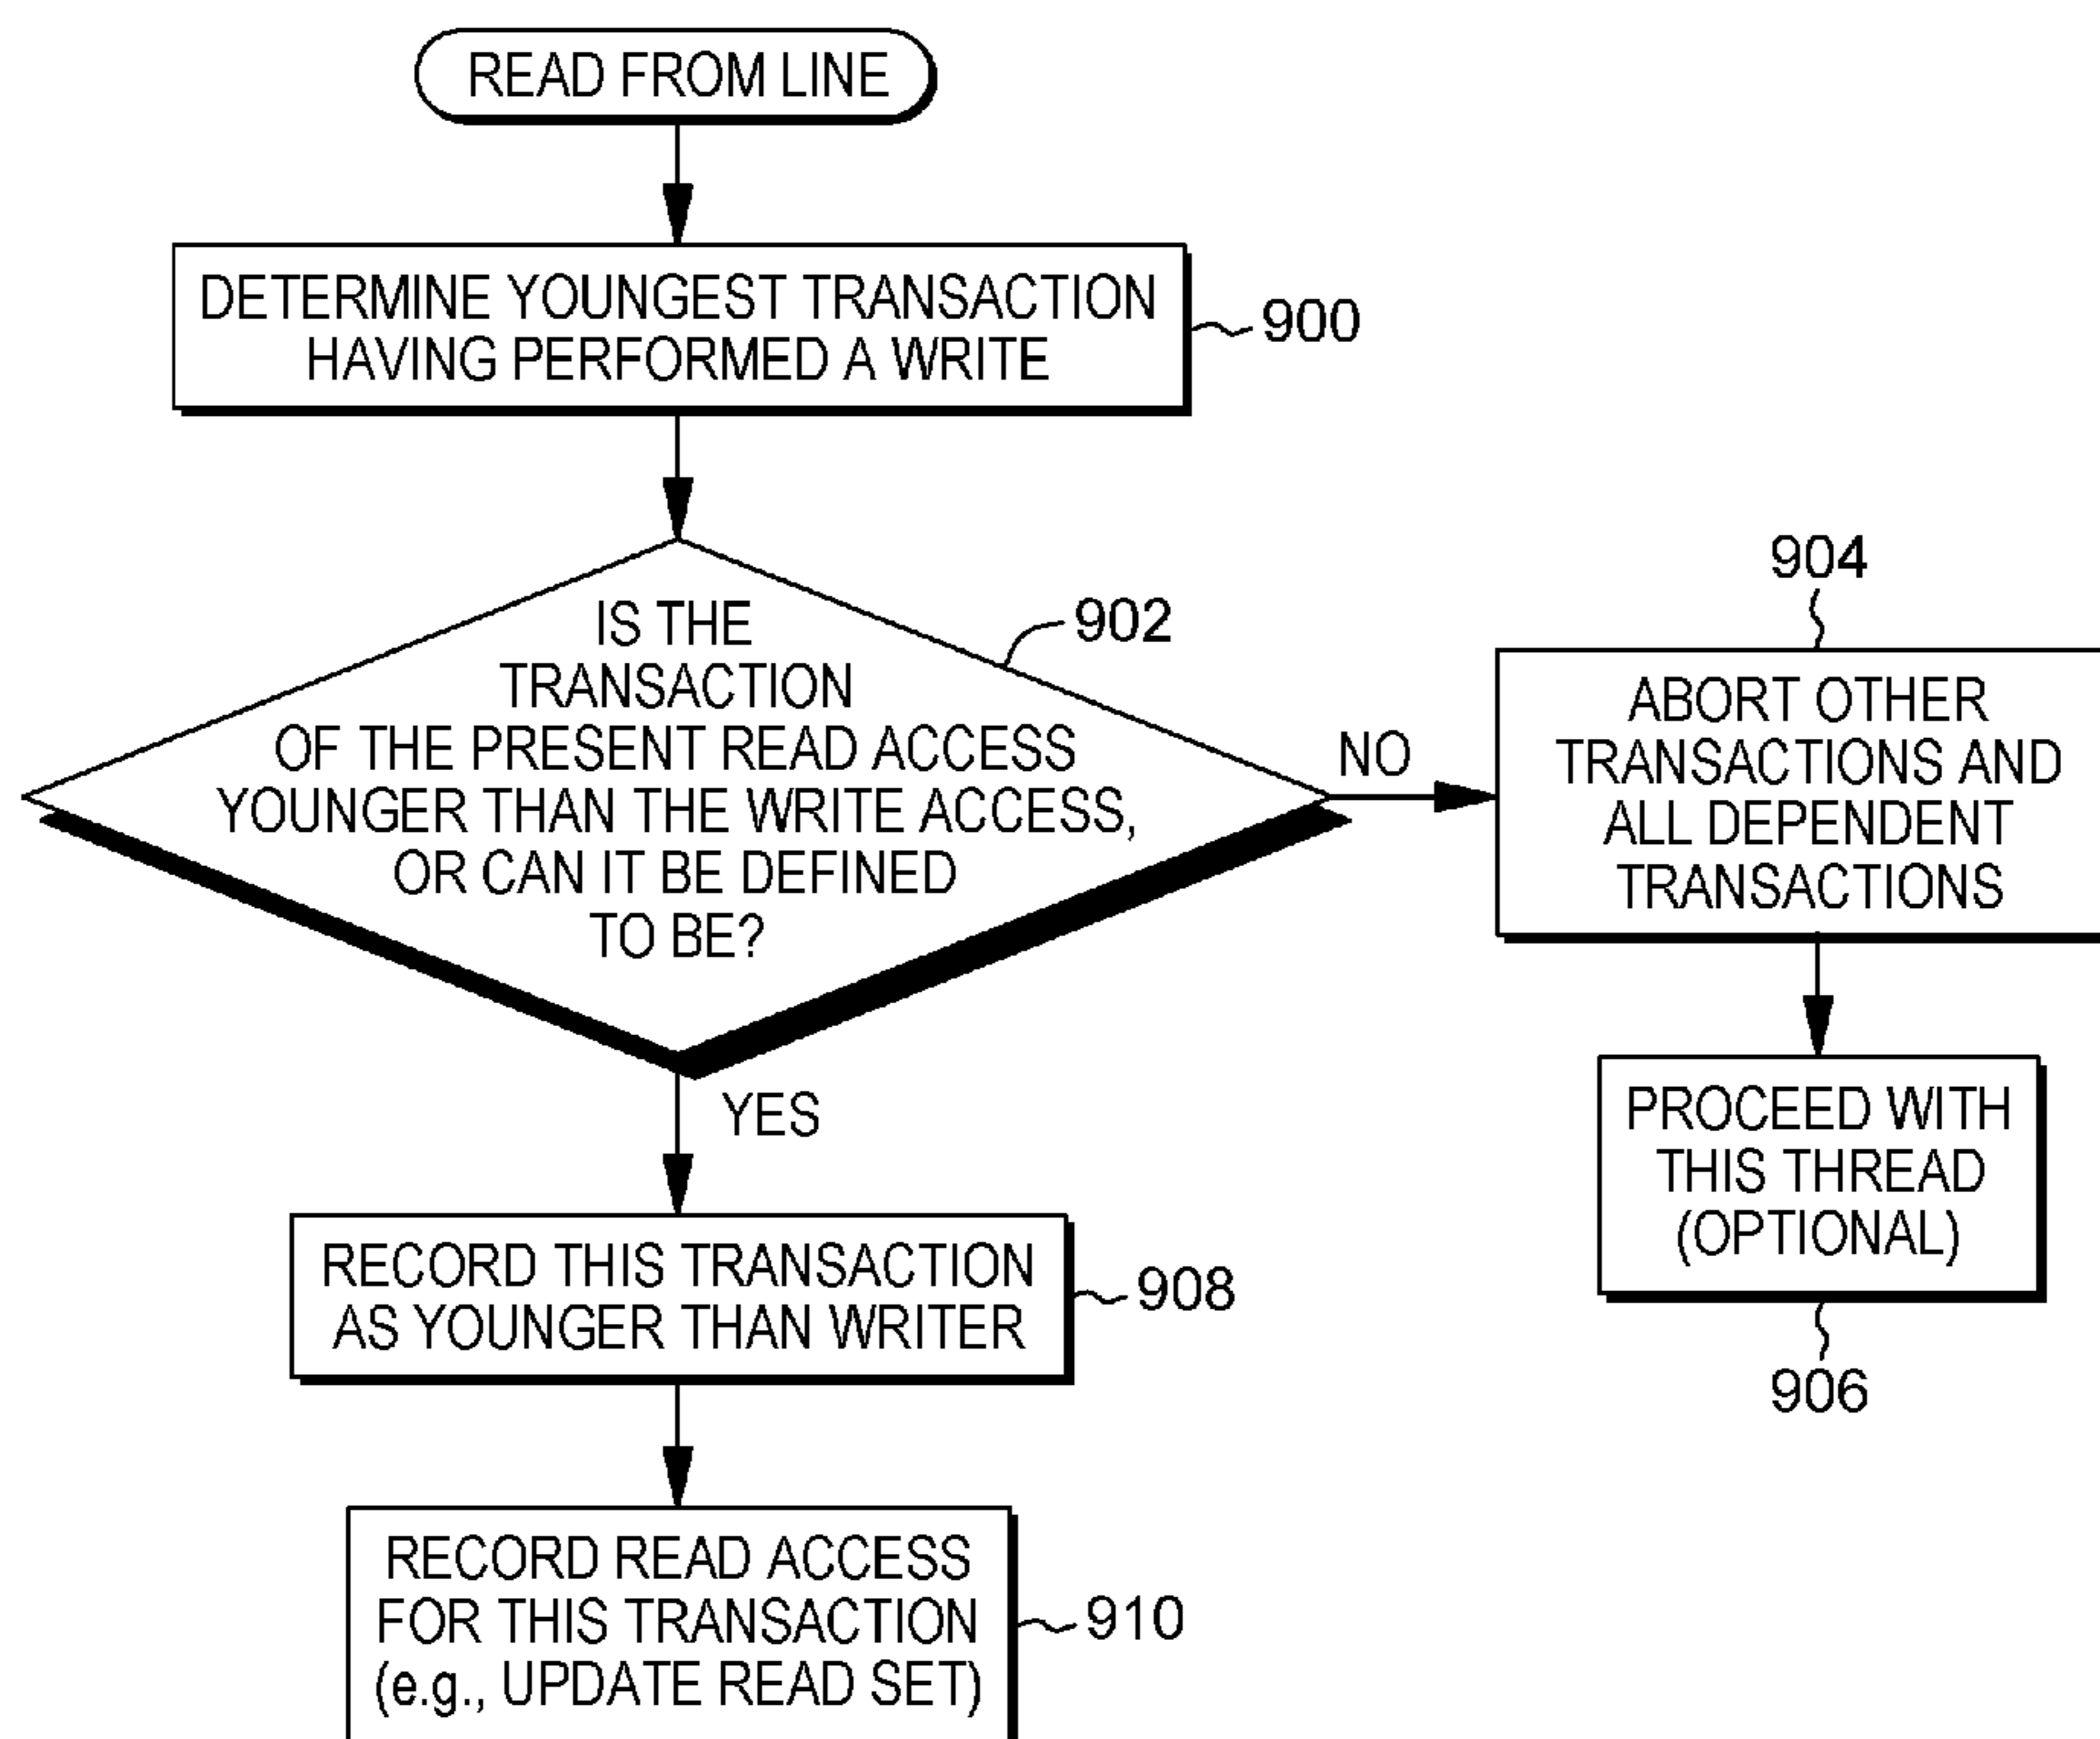 READ FROM LINE
DETERMINE YOUNGEST TRANSACTION
HAVING PERFORMED A WRITE
900
IS THE
TRANSACTION
OF THE PRESENT READ ACCESS
YOUNGER THAN THE WRITE ACCESS,
OR CAN IT BE DEFINED
TO BE?
902
NO
904
ABORT OTHER
TRANSACTIONS AND
ALL DEPENDENT
TRANSACTIONS
PROCEED WITH
THIS THREAD
(OPTIONAL)
906
YES
RECORD THIS TRANSACTION
AS YOUNGER THAN WRITER
908
RECORD READ ACCESS
FOR THIS TRANSACTION
(e.g., UPDATE READ SET)
910